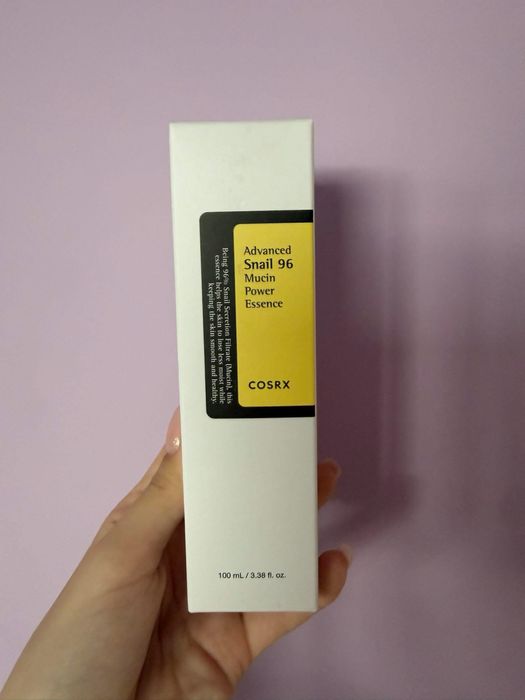 Advanced
Snail 96
Mucin
Power
Essence
COSRX
Being 96% Snail Secretion Filtrate (Mucin), this
essence helps the skin to lose less moist while
keeping the skin smooth and healthy.
100 mL / 3.38 fl. oz.